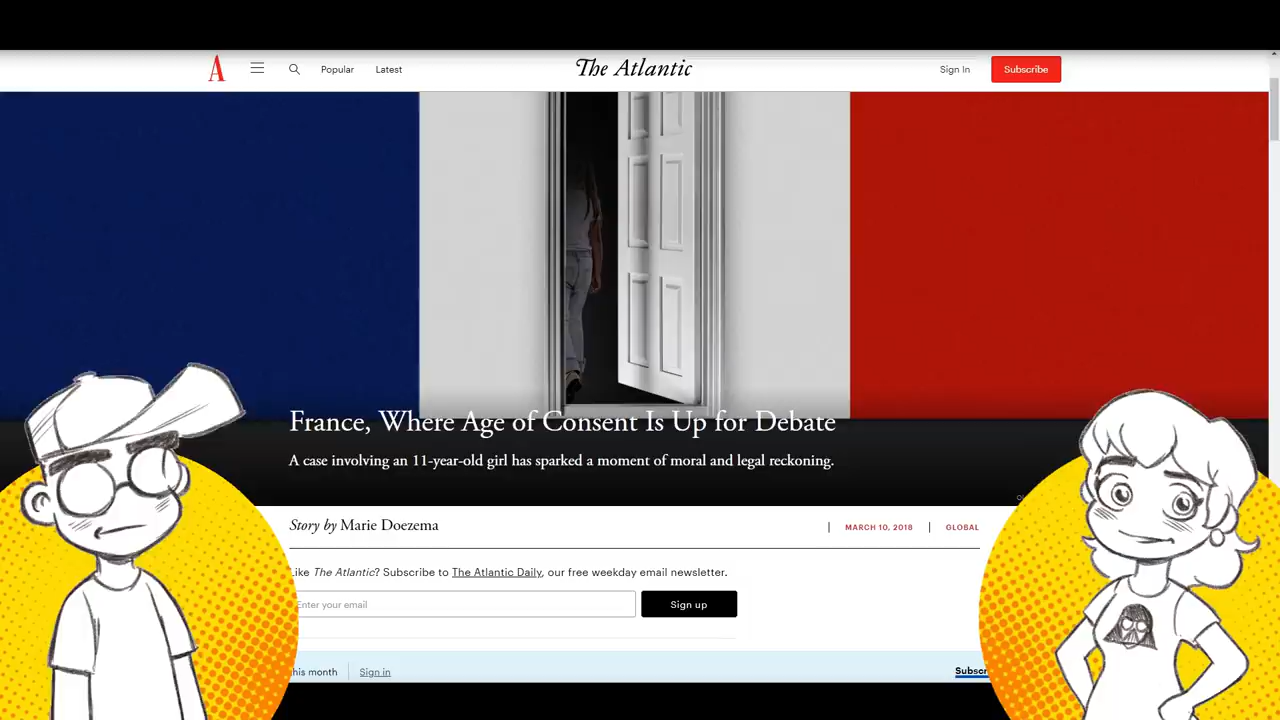 A
Popular
Latest
The Atlantic
Sign In
Subscribe
France, Where Age of Consent Is Up for Debate
A case involving an 11-year-old girl has sparked a moment of moral and legal reckoning.
Story by Marie Doezema
MARCH 10, 2018
GLOBAL
Like The Atlantic? Subscribe to The Atlantic Daily, our free weekday email newsletter.
Enter your email
Sign up
this month
Sign in
Subscr